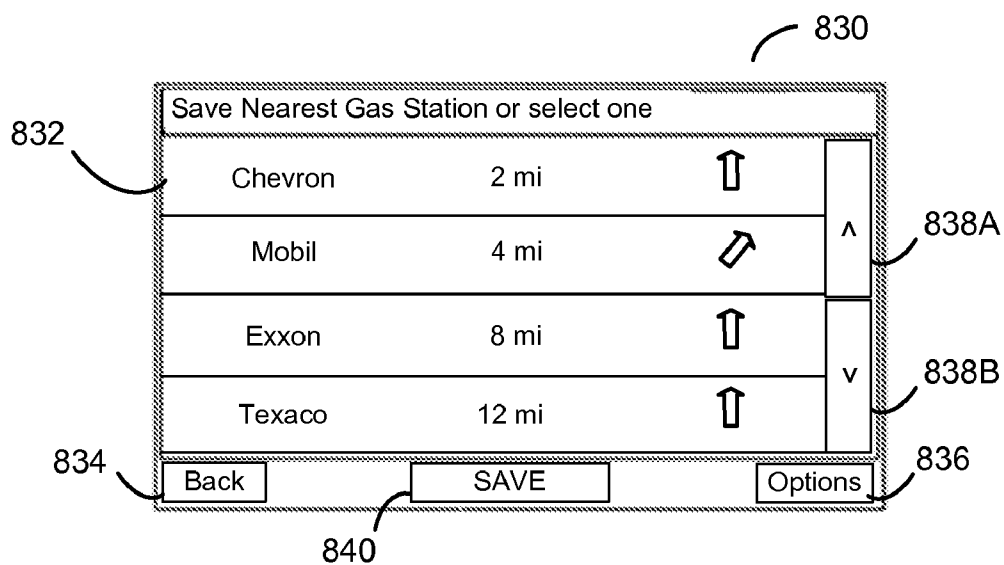 830
Save Nearest Gas Station or select one
832
Chevron 2 mi
^ 838A
Mobil 4 mi
Exxon 8 mi
v 838B
Texaco 12 mi
834 Back SAVE Options 836
840